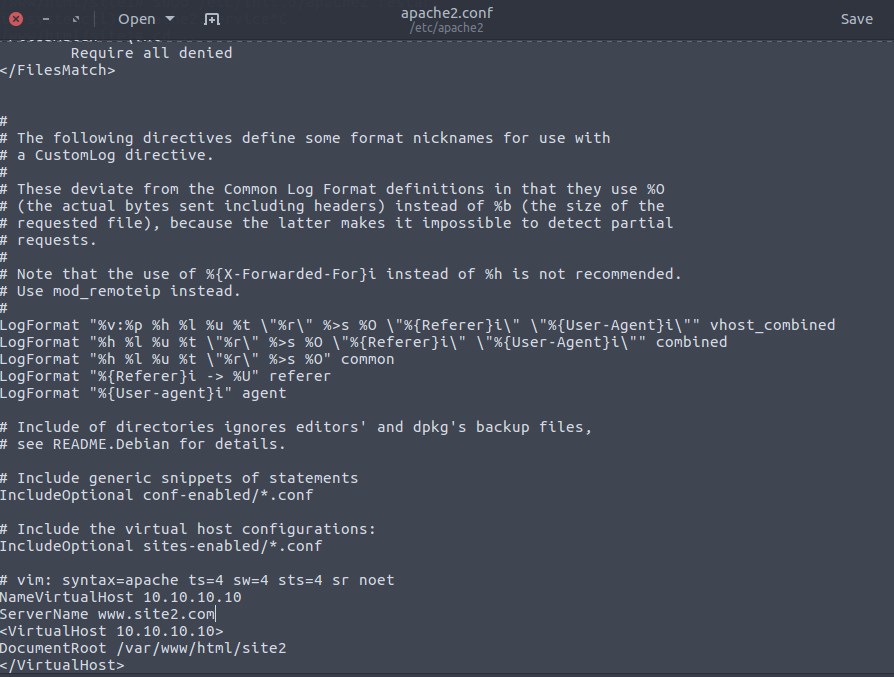 Open
apache2.conf
/etc/apache2
Save
        Require all denied
</FilesMatch>
#
# The following directives define some format nicknames for use with
# a CustomLog directive.
#
# These deviate from the Common Log Format definitions in that they use %O
# (the actual bytes sent including headers) instead of %b (the size of the
# requested file), because the latter makes it impossible to detect partial
# requests.
#
# Note that the use of %{X-Forwarded-For}i instead of %h is not recommended.
# Use mod_remoteip instead.
#
LogFormat "%v:%p %h %l %u %t \"%r\" %>s %O \"%{Referer}i\" \"%{User-Agent}i\"" vhost_combined
LogFormat "%h %l %u %t \"%r\" %>s %O \"%{Referer}i\" \"%{User-Agent}i\"" combined
LogFormat "%h %l %u %t \"%r\" %>s %O" common
LogFormat "%{Referer}i -> %U" referer
LogFormat "%{User-agent}i" agent
# Include of directories ignores editors' and dpkg's backup files,
# see README.Debian for details.
# Include generic snippets of statements
IncludeOptional conf-enabled/*.conf
# Include the virtual host configurations:
IncludeOptional sites-enabled/*.conf
# vim: syntax=apache ts=4 sw=4 sts=4 sr noet
NameVirtualHost 10.10.10.10
ServerName www.site2.com
<VirtualHost 10.10.10.10>
DocumentRoot /var/www/html/site2
</VirtualHost>